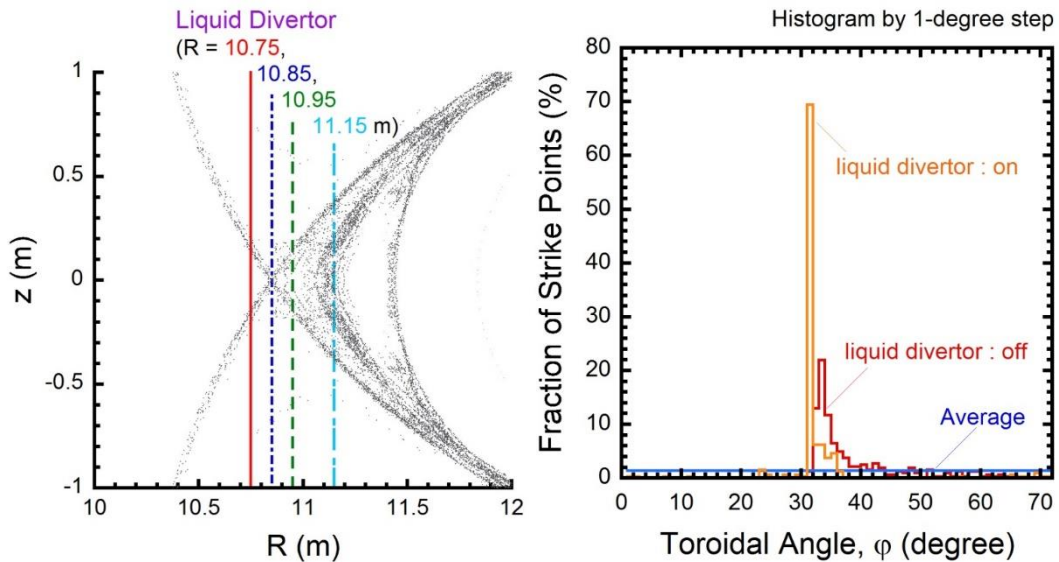 Liquid Divertor
(R = 10.75,
10.85,
10.95
11.15 m)
1
0.5
0
-0.5
-1
z (m)
10
10.5
11
11.5
12
R (m)
Histogram by 1-degree step
80
70
60
50
40
30
20
10
0
Fraction of Strike Points (%)
liquid divertor : on
liquid divertor : off
Average
0
10
20
30
40
50
60
70
Toroidal Angle, φ (degree)